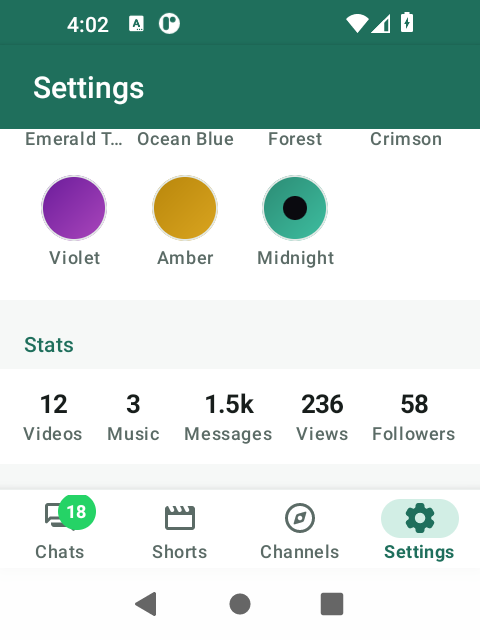 4:02
Settings
Emerald T... Ocean Blue Forest Crimson
Violet Amber Midnight
Stats
12 3 1.5k 236 58
Videos Music Messages Views Followers
18
Chats Shorts Channels Settings